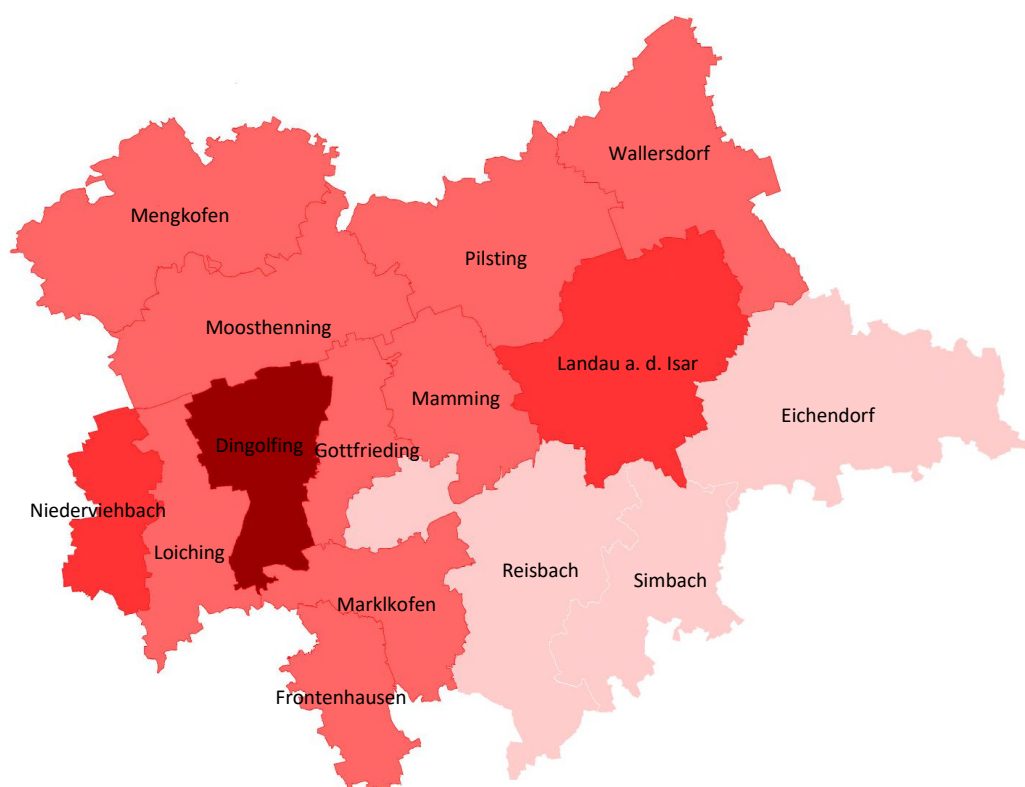 Wallersdorf
Mengkofen
Pilsting
Moosthenning
Landau a. d. Isar
Mamming
Eichendorf
Dingolfing
Gottfrieding
Niederviehbach
Loiching
Reisbach
Simbach
Marklkofen
Frontenhausen